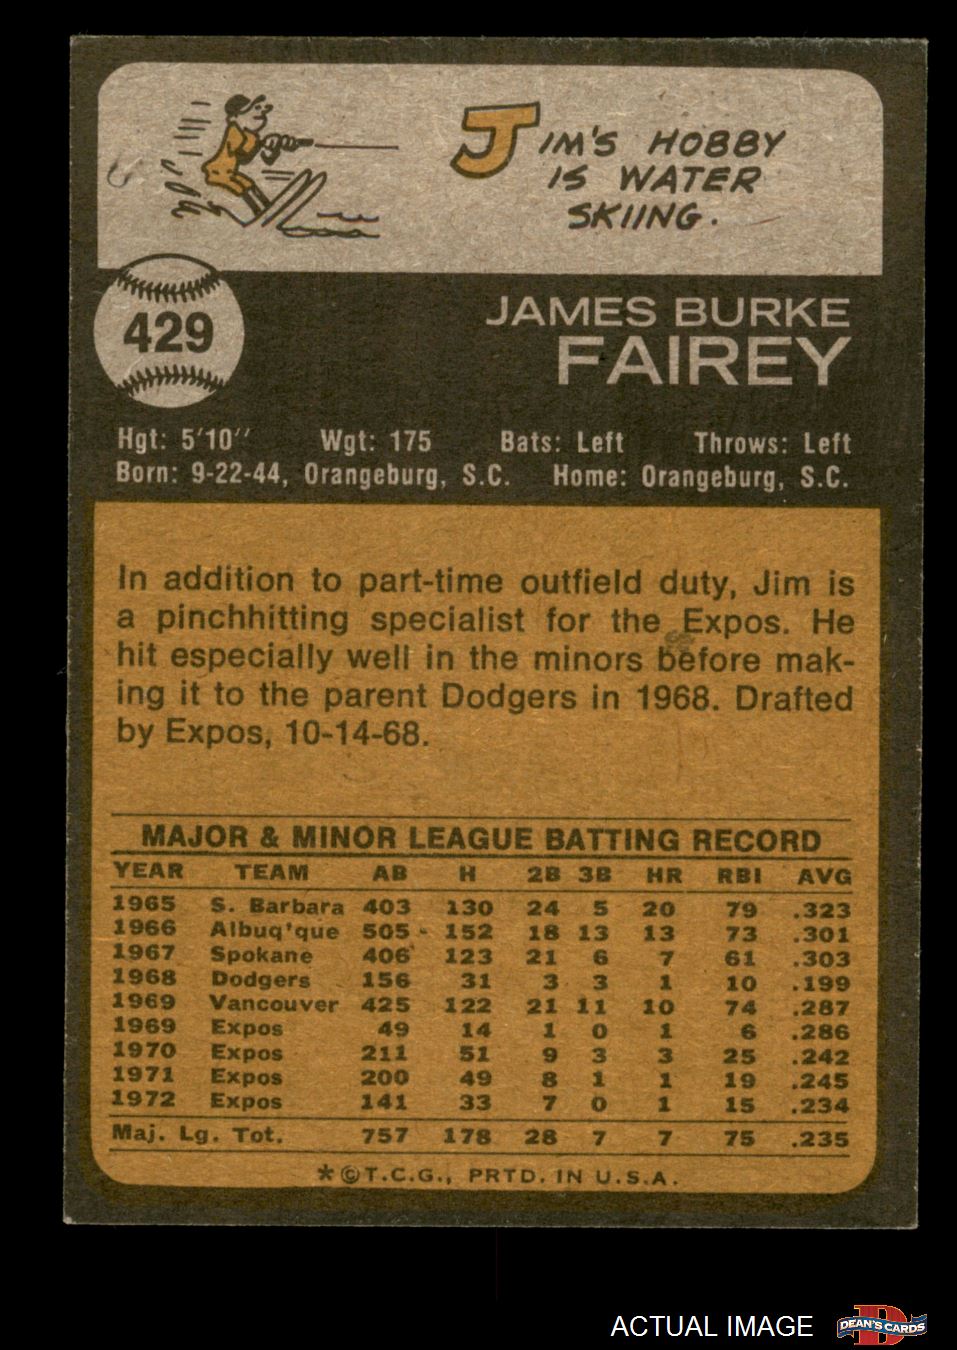 JIM'S HOBBY
IS WATER
SKIING.
429
JAMES BURKE
FAIREY
Hgt: 5'10" Wgt: 175 Bats: Left Throws: Left
Born: 9-22-44, Orangeburg, S.C. Home: Orangeburg, S.C.
In addition to part-time outfield duty, Jim is
a pinchhitting specialist for the Expos. He
hit especially well in the minors before mak-
ing it to the parent Dodgers in 1968. Drafted
by Expos, 10-14-68.
MAJOR & MINOR LEAGUE BATTING RECORD
YEAR TEAM AB H 2B 3B HR RBI AVG
1965 S. Barbara 403 130 24 5 20 79 .323
1966 Albuq'que 505 152 18 13 13 73 .301
1967 Spokane 406 123 21 6 7 61 .303
1968 Dodgers 156 31 3 3 1 10 .199
1969 Vancouver 425 122 21 11 10 74 .287
1969 Expos 49 14 1 0 1 6 .286
1970 Expos 211 51 9 3 3 25 .242
1971 Expos 200 49 8 1 1 19 .245
1972 Expos 141 33 7 0 1 15 .234
Maj. Lg. Tot. 757 178 28 7 7 75 .235
*©T.C.G., PRTD. IN U.S.A.
ACTUAL IMAGE
D
DEAN'S CARDS